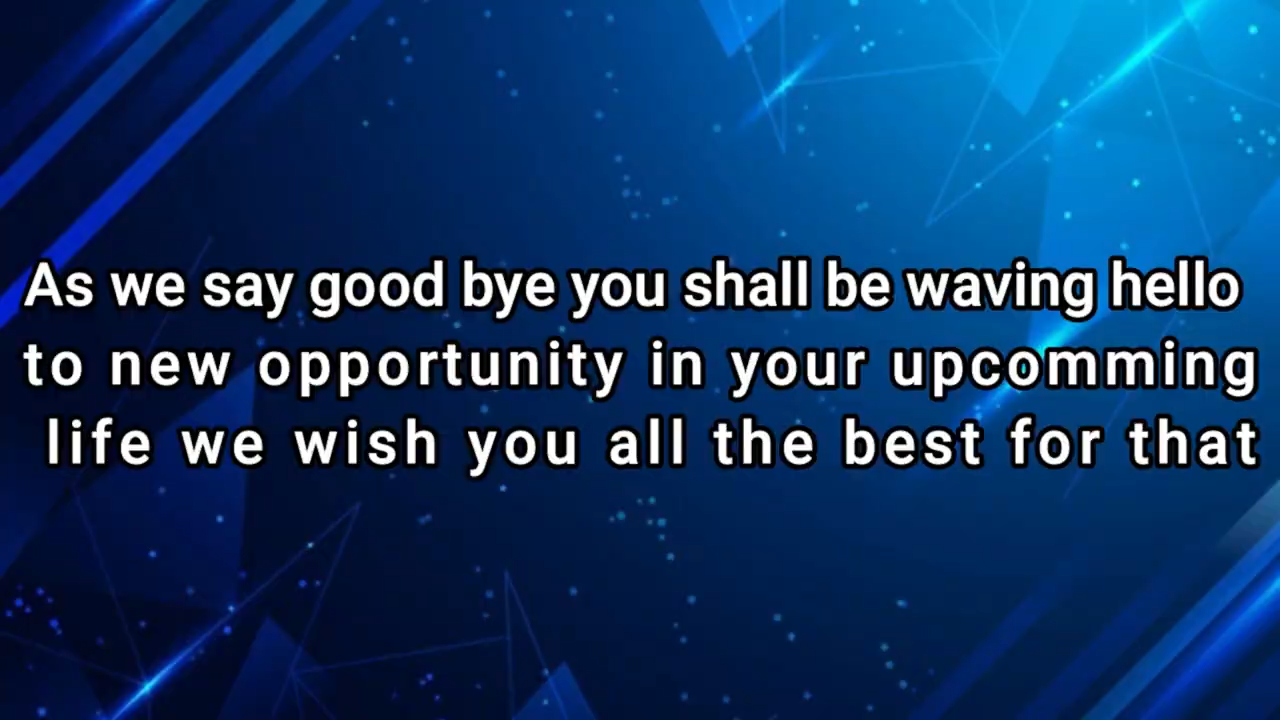 As we say good bye you shall be waving hello
to new opportunity in your upcomming
life we wish you all the best for that